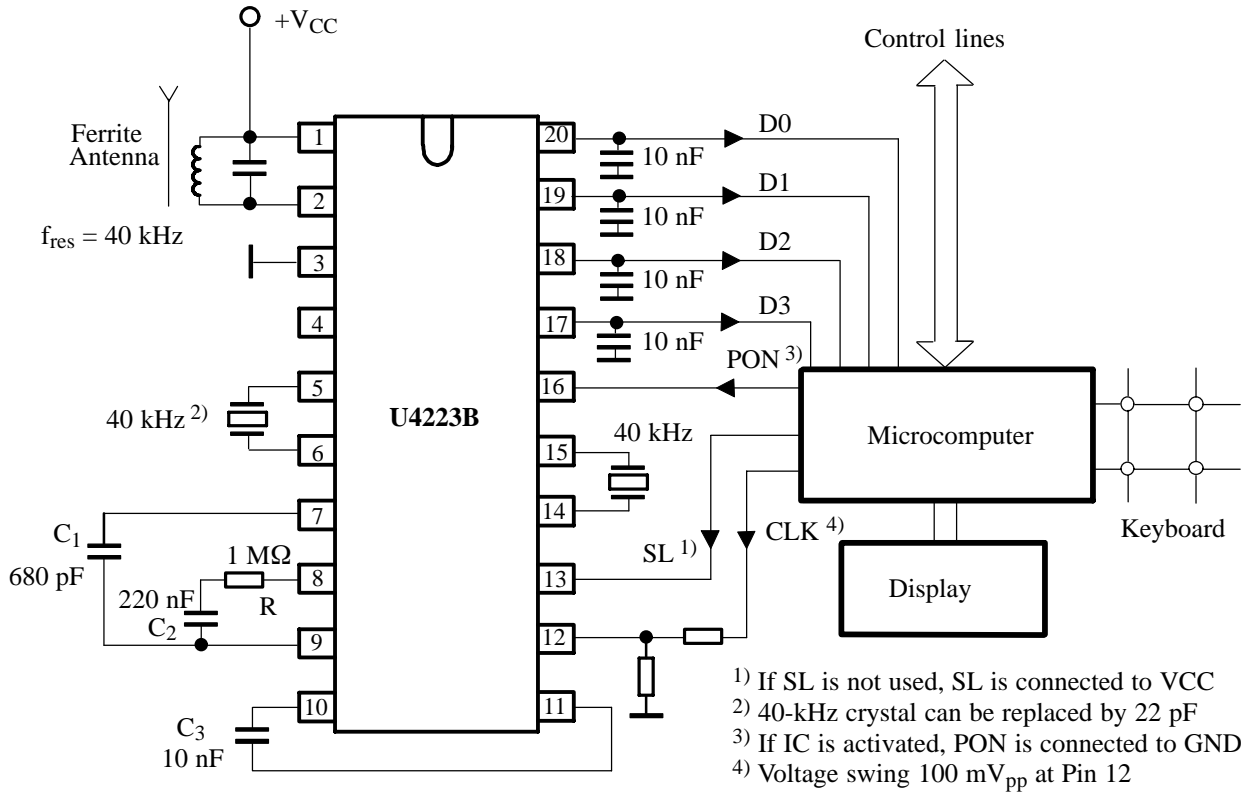 +VCC
Control lines
Ferrite
Antenna
fres = 40 kHz
1
2
3
4
5
6
7
8
9
10
20
19
18
17
16
15
14
13
12
11
U4223B
10 nF
D0
10 nF
D1
10 nF
D2
10 nF
D3
PON 3)
40 kHz 2)
40 kHz
Microcomputer
Keyboard
C1
680 pF
1 MΩ
R
220 nF
C2
SL 1)
CLK 4)
Display
C3
10 nF
1) If SL is not used, SL is connected to VCC
2) 40-kHz crystal can be replaced by 22 pF
3) If IC is activated, PON is connected to GND
4) Voltage swing 100 mVpp at Pin 12